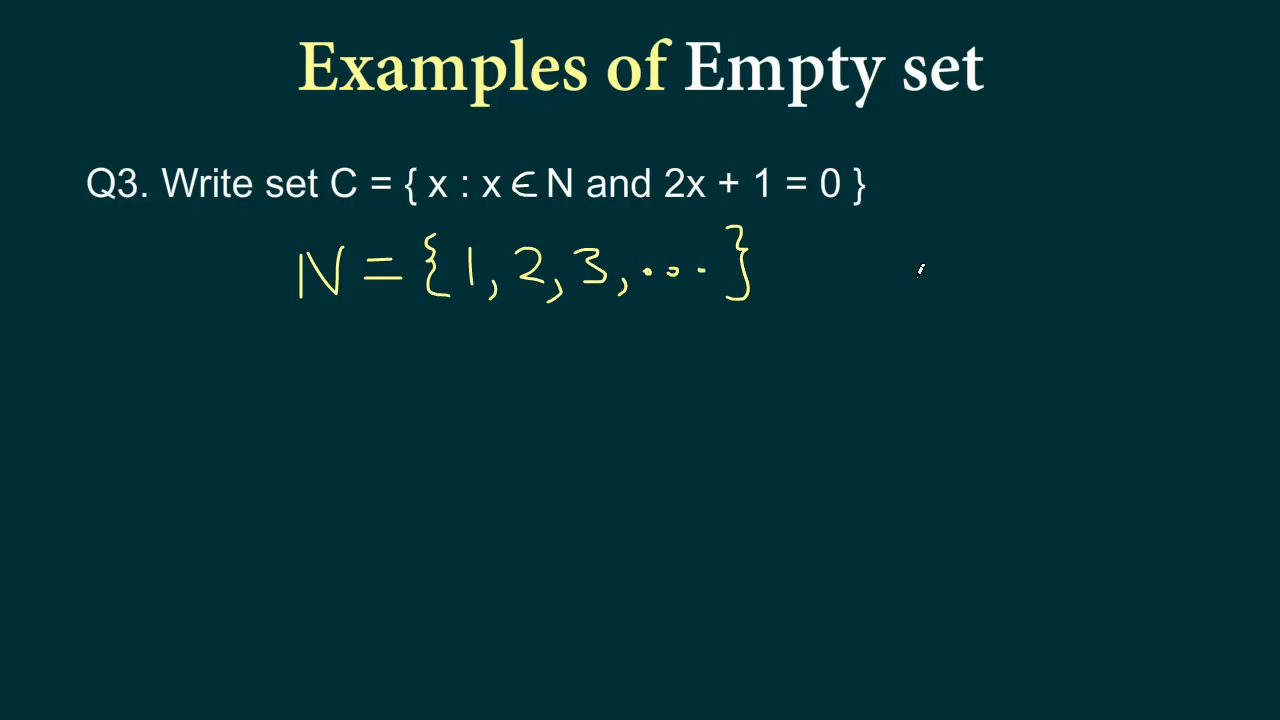 Examples of Empty set
Q3. Write set C = { x : x ∈ N and 2x + 1 = 0 }
N = {1, 2, 3, ... }